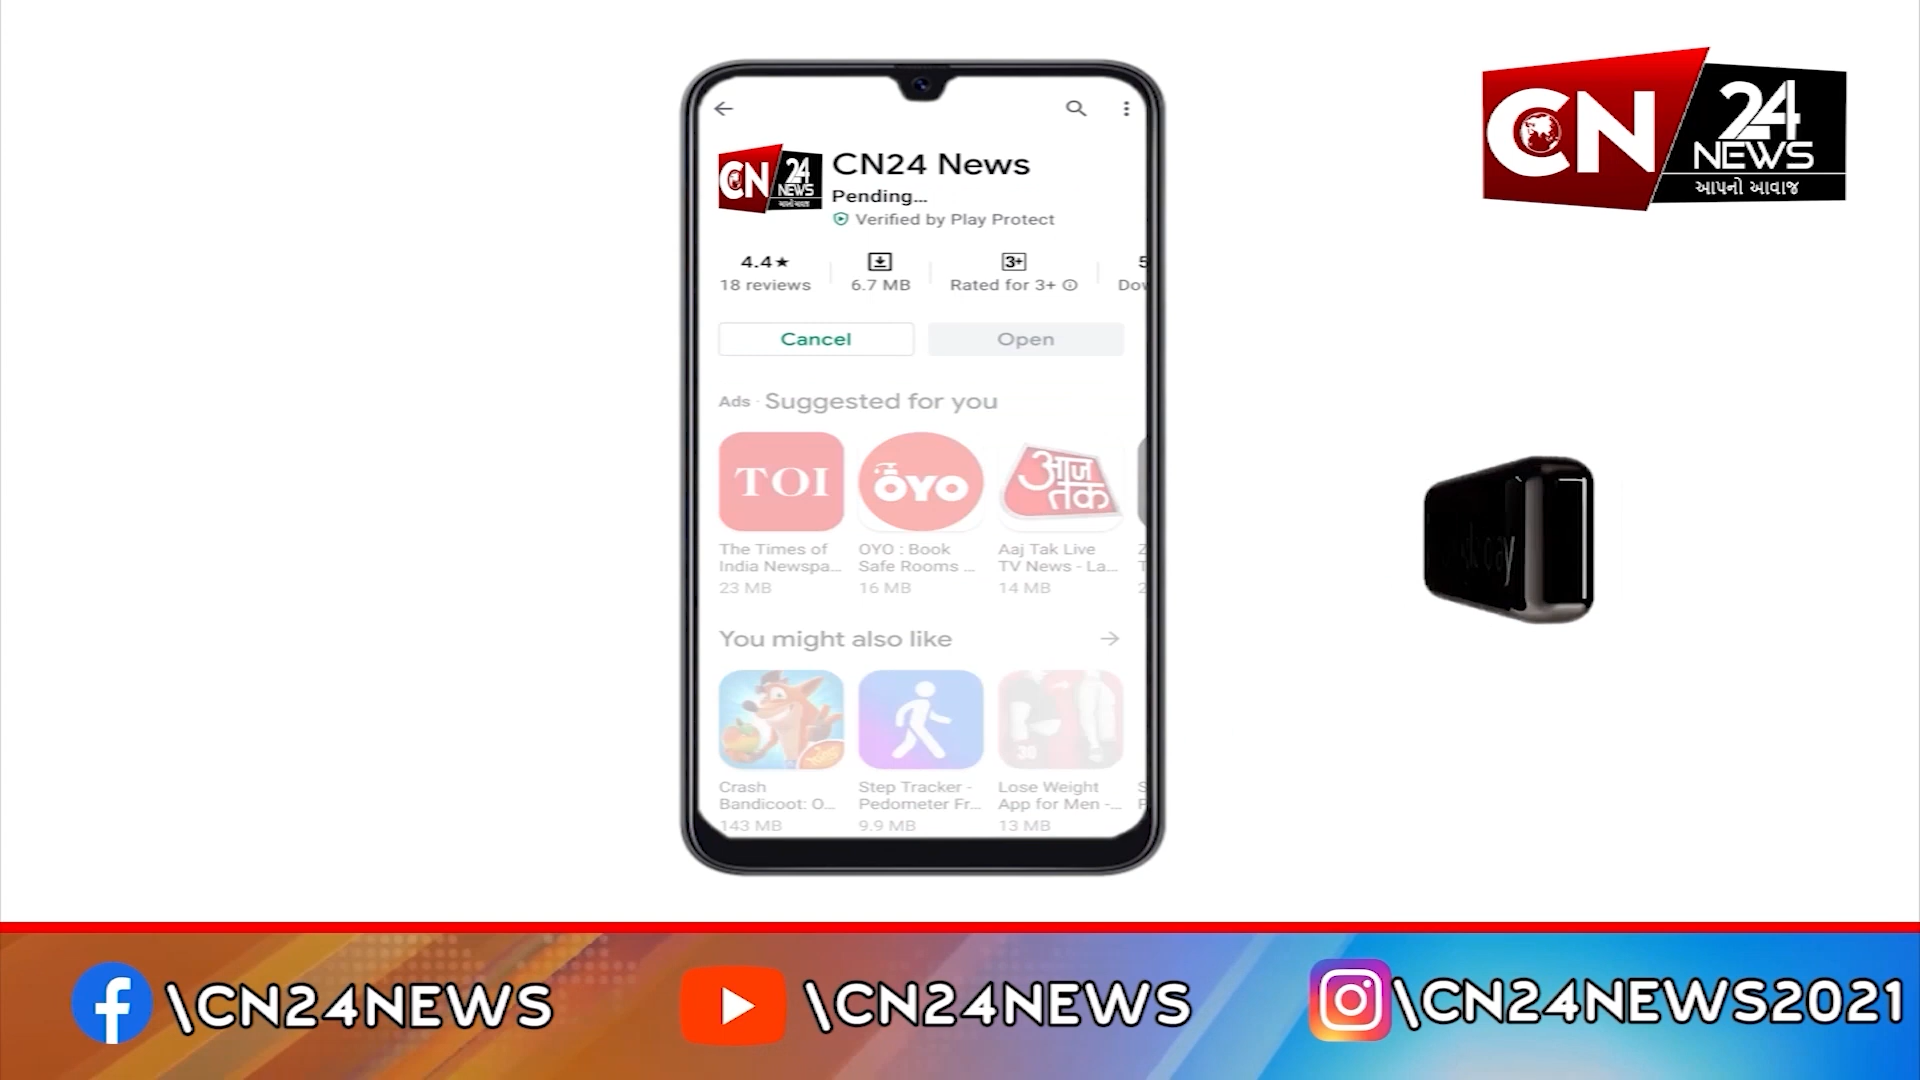 CN 24 NEWS
આપનો આવાજ
CN 24 NEWS
CN24 News
Pending...
Verified by Play Protect
4.4★
18 reviews
6.7 MB
3+
Rated for 3+
Cancel
Open
Ads · Suggested for you
TOI
OYO
आज तक
The Times of
India Newspa...
23 MB
OYO : Book
Safe Rooms ...
16 MB
Aaj Tak Live
TV News - La...
14 MB
You might also like
30
Crash
Bandicoot: O...
143 MB
Step Tracker -
Pedometer Fr...
9.9 MB
Lose Weight
App for Men -...
13 MB
\CN24NEWS
\CN24NEWS
\CN24NEWS2021